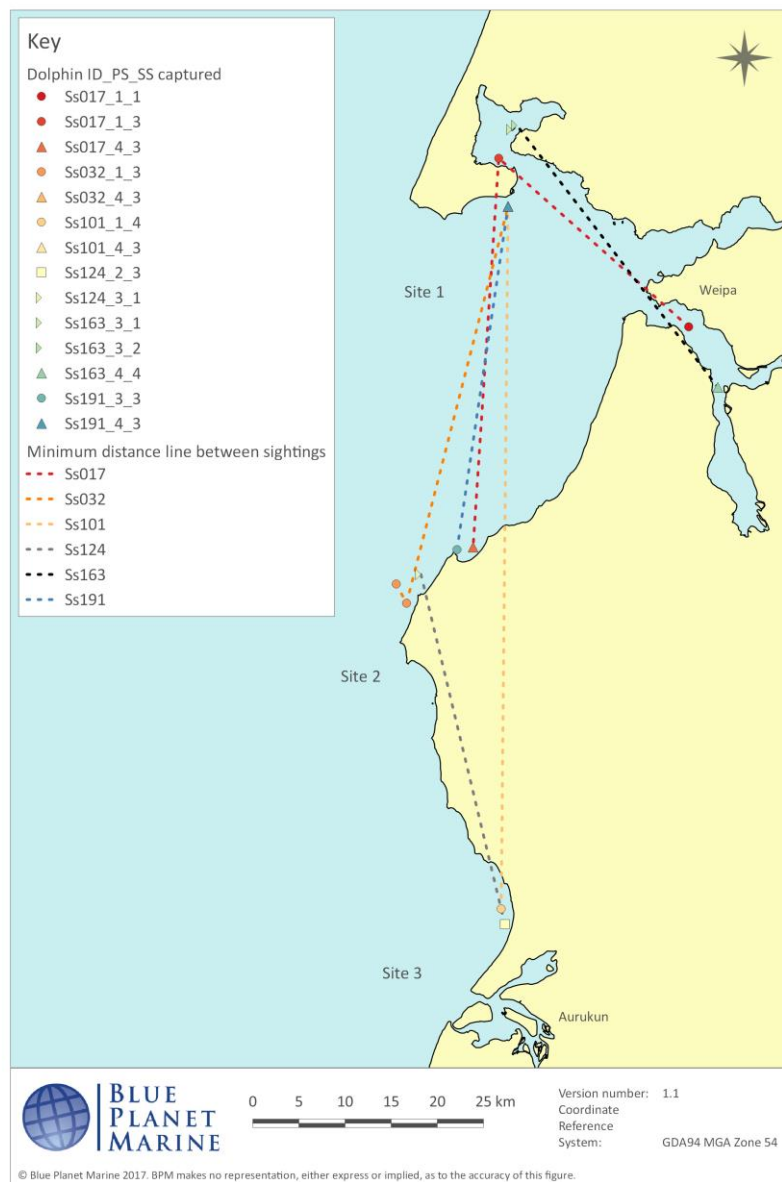 Key
Dolphin ID_PS_SS captured
Ss017_1_1
Ss017_1_3
Ss017_4_3
Ss032_1_3
Ss032_4_3
Ss101_1_4
Ss101_4_3
Ss124_2_3
Ss124_3_1
Ss163_3_1
Ss163_3_2
Ss163_4_4
Ss191_3_3
Ss191_4_3
Minimum distance line between sightings
Ss017
Ss032
Ss101
Ss124
Ss163
Ss191
Site 1
Weipa
Site 2
Site 3
Aurukun
BLUE
PLANET
MARINE
0 5 10 15 20 25 km
Version number: 1.1
Coordinate
Reference
System: GDA94 MGA Zone 54
© Blue Planet Marine 2017. BPM makes no representation, either express or implied, as to the accuracy of this figure.